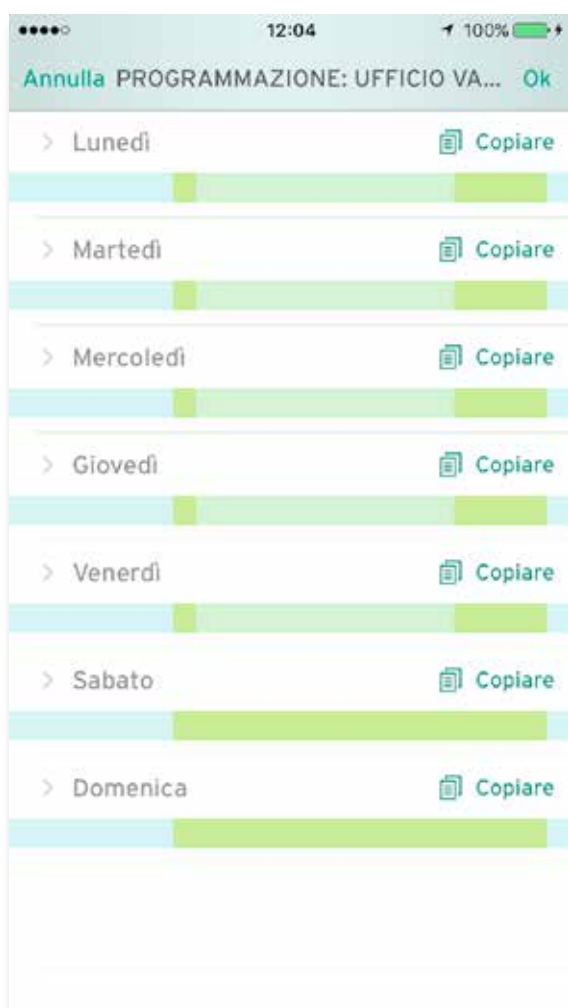 12:04 100%
Annulla PROGRAMMAZIONE: UFFICIO VA... Ok
Lunedì Copiare
Martedì Copiare
Mercoledì Copiare
Giovedì Copiare
Venerdì Copiare
Sabato Copiare
Domenica Copiare